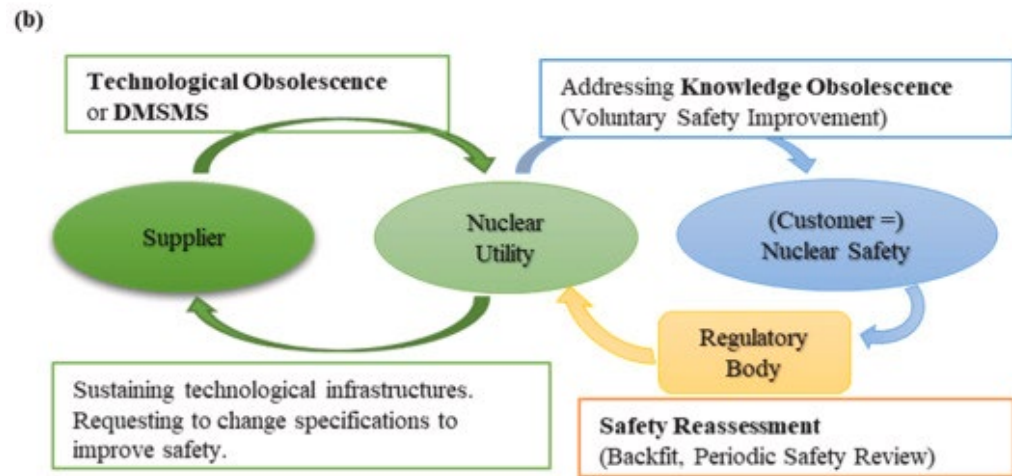 (b)
Technological Obsolescence
or DMSMS
Addressing Knowledge Obsolescence
(Voluntary Safety Improvement)
Supplier
Nuclear
Utility
(Customer =)
Nuclear Safety
Regulatory
Body
Sustaining technological infrastructures.
Requesting to change specifications to
improve safety.
Safety Reassessment
(Backfit, Periodic Safety Review)